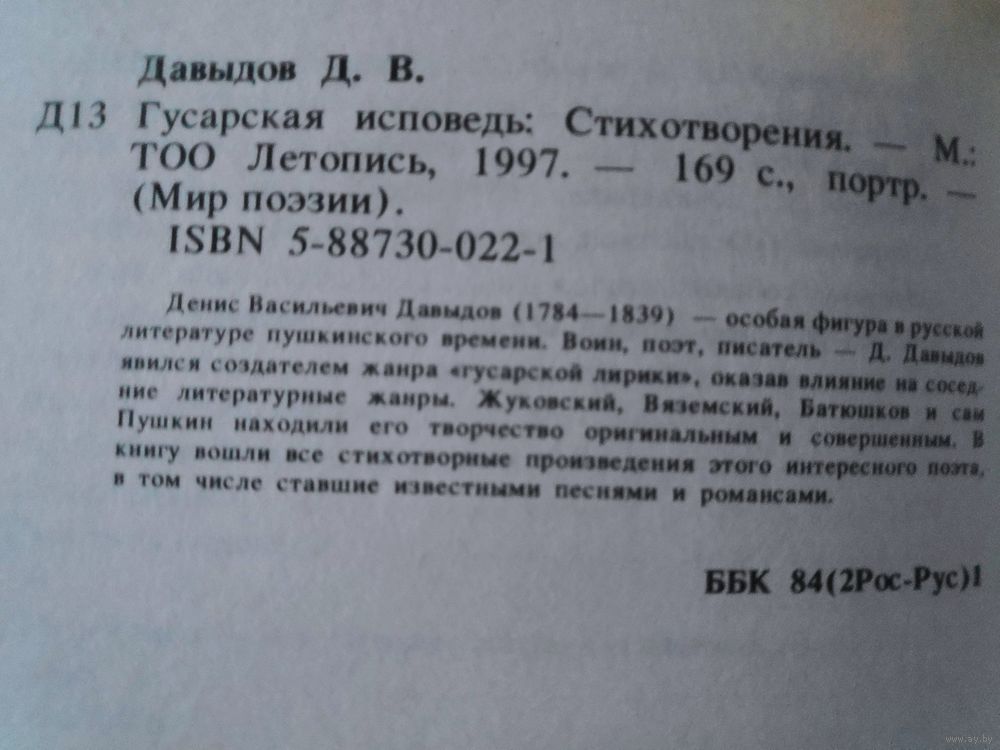 Давыдов Д. В.
Д13 Гусарская исповедь: Стихотворения. — М.:
ТОО Летопись, 1997. — 169 с., портр. —
(Мир поэзии).
ISBN 5-88730-022-1
Денис Васильевич Давыдов (1784—1839) — особая фигура в русской
литературе пушкинского времени. Воин, поэт, писатель — Д. Давыдов
явился создателем жанра «гусарской лирики», оказав влияние на сосед-
ние литературные жанры. Жуковский, Вяземский, Батюшков и сам
Пушкин находили его творчество оригинальным и совершенным. В
книгу вошли все стихотворные произведения этого интересного поэта,
в том числе ставшие известными песнями и романсами.
ББК 84(2Рос-Рус)1
www.ay.by